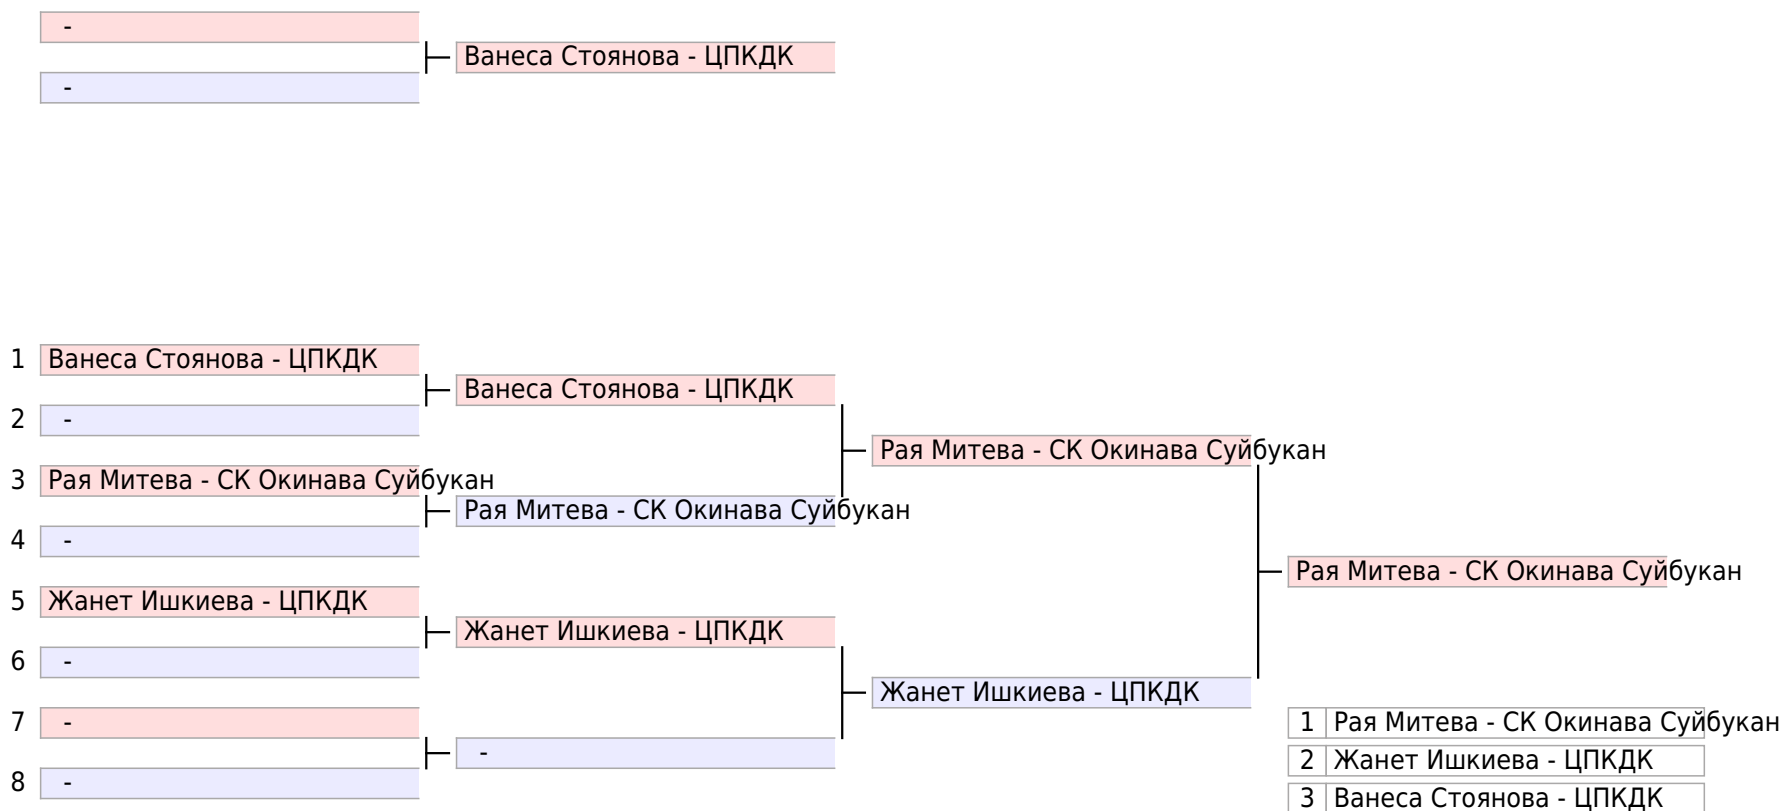 -
Ванеса Стоянова - ЦПКДК
-
1 Ванеса Стоянова - ЦПКДК
Ванеса Стоянова - ЦПКДК
2 -
Рая Митева - СК Окинава Суйбукан
3 Рая Митева - СК Окинава Суйбукан
Рая Митева - СК Окинава Суйбукан
4 -
Рая Митева - СК Окинава Суйбукан
5 Жанет Ишкиева - ЦПКДК
Жанет Ишкиева - ЦПКДК
6 -
Жанет Ишкиева - ЦПКДК
7 -
-
8 -
1 Рая Митева - СК Окинава Суйбукан
2 Жанет Ишкиева - ЦПКДК
3 Ванеса Стоянова - ЦПКДК